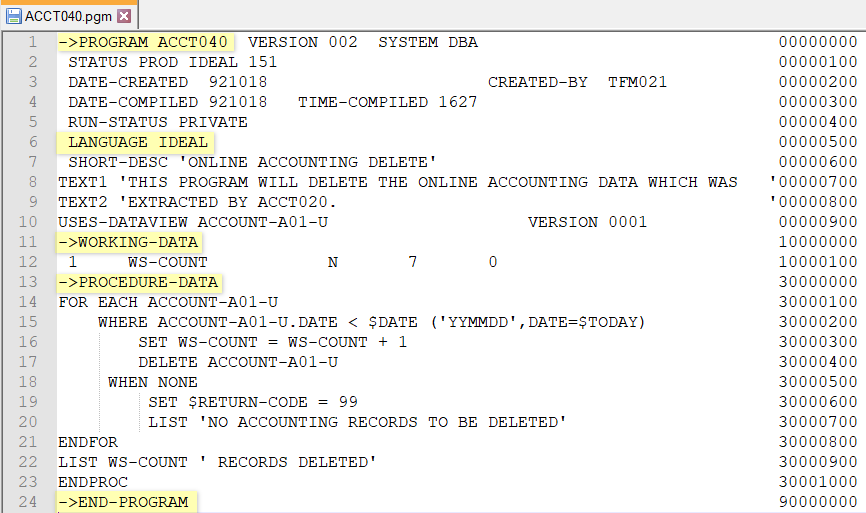 ACCT040.pgm
1 ->PROGRAM ACCT040 VERSION 002 SYSTEM DBA 00000000
2 STATUS PROD IDEAL 151 00000100
3 DATE-CREATED 921018 CREATED-BY TFM021 00000200
4 DATE-COMPILED 921018 TIME-COMPILED 1627 00000300
5 RUN-STATUS PRIVATE 00000400
6 LANGUAGE IDEAL 00000500
7 SHORT-DESC 'ONLINE ACCOUNTING DELETE' 00000600
8 TEXT1 'THIS PROGRAM WILL DELETE THE ONLINE ACCOUNTING DATA WHICH WAS '00000700
9 TEXT2 'EXTRACTED BY ACCT020. '00000800
10 USES-DATAVIEW ACCOUNT-A01-U VERSION 0001 00000900
11 ->WORKING-DATA 10000000
12 1 WS-COUNT N 7 0 10000100
13 ->PROCEDURE-DATA 30000000
14 FOR EACH ACCOUNT-A01-U 30000100
15 WHERE ACCOUNT-A01-U.DATE < $DATE ('YYMMDD',DATE=$TODAY) 30000200
16 SET WS-COUNT = WS-COUNT + 1 30000300
17 DELETE ACCOUNT-A01-U 30000400
18 WHEN NONE 30000500
19 SET $RETURN-CODE = 99 30000600
20 LIST 'NO ACCOUNTING RECORDS TO BE DELETED' 30000700
21 ENDFOR 30000800
22 LIST WS-COUNT ' RECORDS DELETED' 30000900
23 ENDPROC 30001000
24 ->END-PROGRAM 90000000